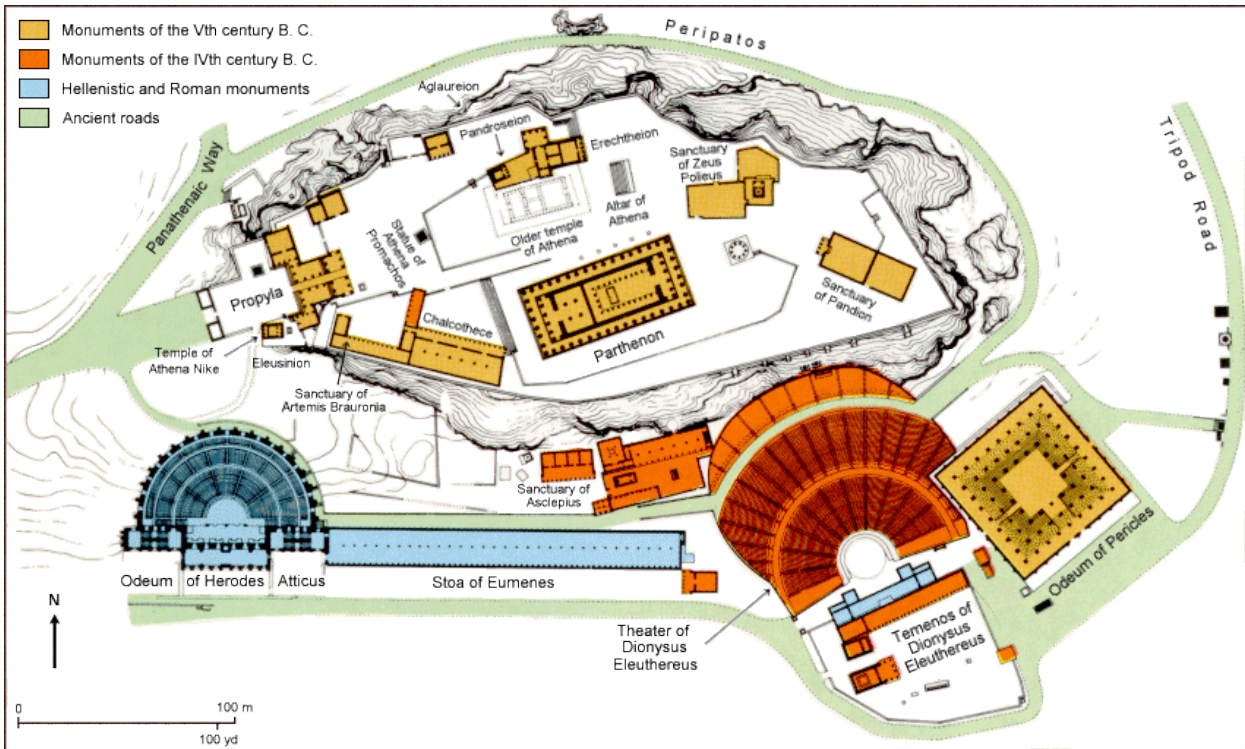 Monuments of the Vth century B. C.
Monuments of the IVth century B. C.
Hellenistic and Roman monuments
Ancient roads
Peripatos
Tripod Road
Panathenaic Way
Aglaureion
Pandroseion
Erechtheion
Sanctuary
of Zeus
Polieus
Altar of
Athena
Older temple
of Athena
Statue of
Athena
Promachos
Propyla
Chalcothece
Parthenon
Sanctuary
of Pandion
Temple of
Athena Nike
Eleusinion
Sanctuary of
Artemis Brauronia
Sanctuary of
Asclepius
Odeum of Herodes Atticus
Stoa of Eumenes
Odeum of Pericles
Theater of
Dionysus
Eleuthereus
Temenos of
Dionysus
Eleuthereus
N
0 100 m
100 yd